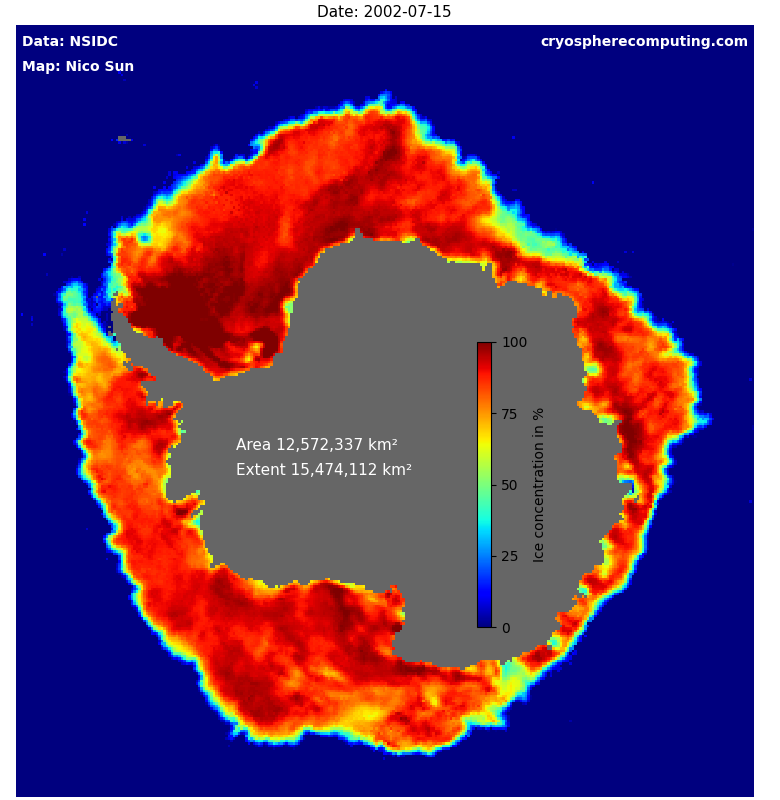 Date: 2002-07-15
Data: NSIDC
cryospherecomputing.com
Map: Nico Sun
100
75
50
25
0
Ice concentration in %
Area 12,572,337 km²
Extent 15,474,112 km²